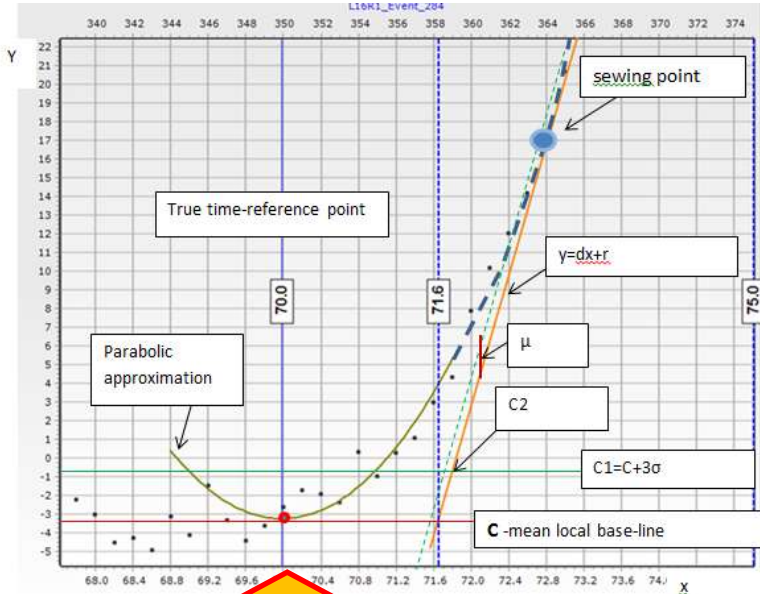 L16R1_Event_284
340 342 344 346 348 350 352 354 356 358 360 362 364 366 368 370 372 374
Y
22
21
20
19
18
17
16
15
14
13
12
11
10
9
8
7
6
5
4
3
2
1
0
-1
-2
-3
-4
-5
sewing point
True time-reference point
y=dx+r
70.0
71.6
75.0
μ
Parabolic
approximation
C2
C1=C+3σ
C -mean local base-line
68.0 68.4 68.8 69.2 69.6 70.4 70.8 71.2 71.6 72.0 72.4 72.8 73.2 73.6 74.
X